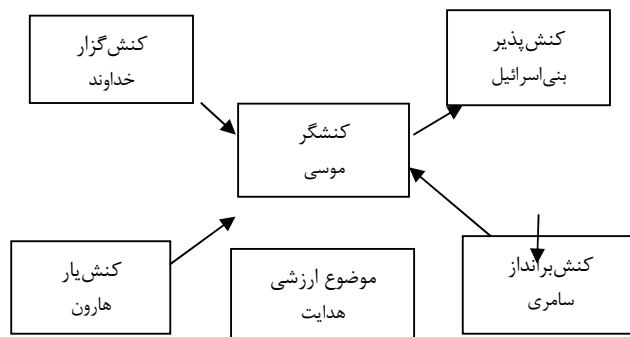 کنش‌گزار
خداوند
کنش‌پذیر
بنی‌اسرائیل
کنشگر
موسی
کنش‌یار
هارون
موضوع ارزشی
هدایت
کنش‌برانداز
سامری